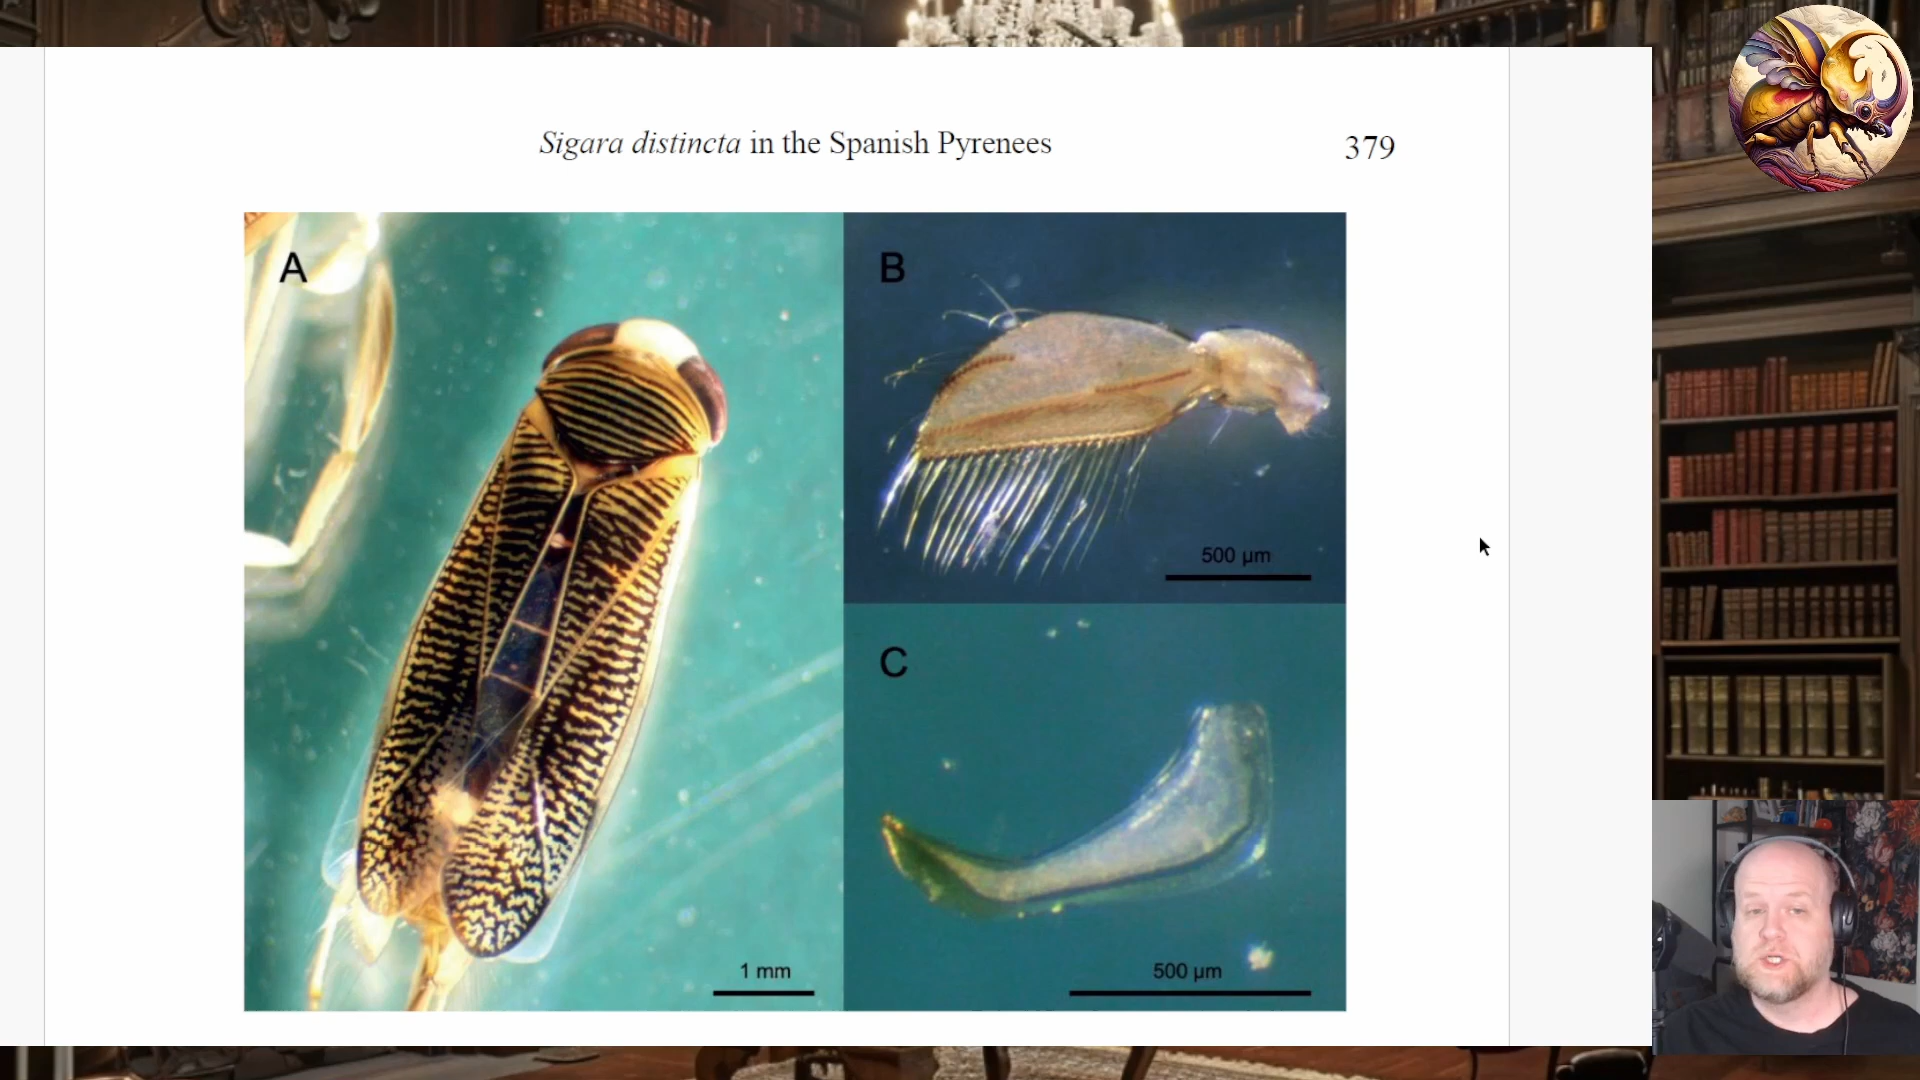 Sigara distincta in the Spanish Pyrenees 379
A
B
500 µm
C
1 mm
500 µm